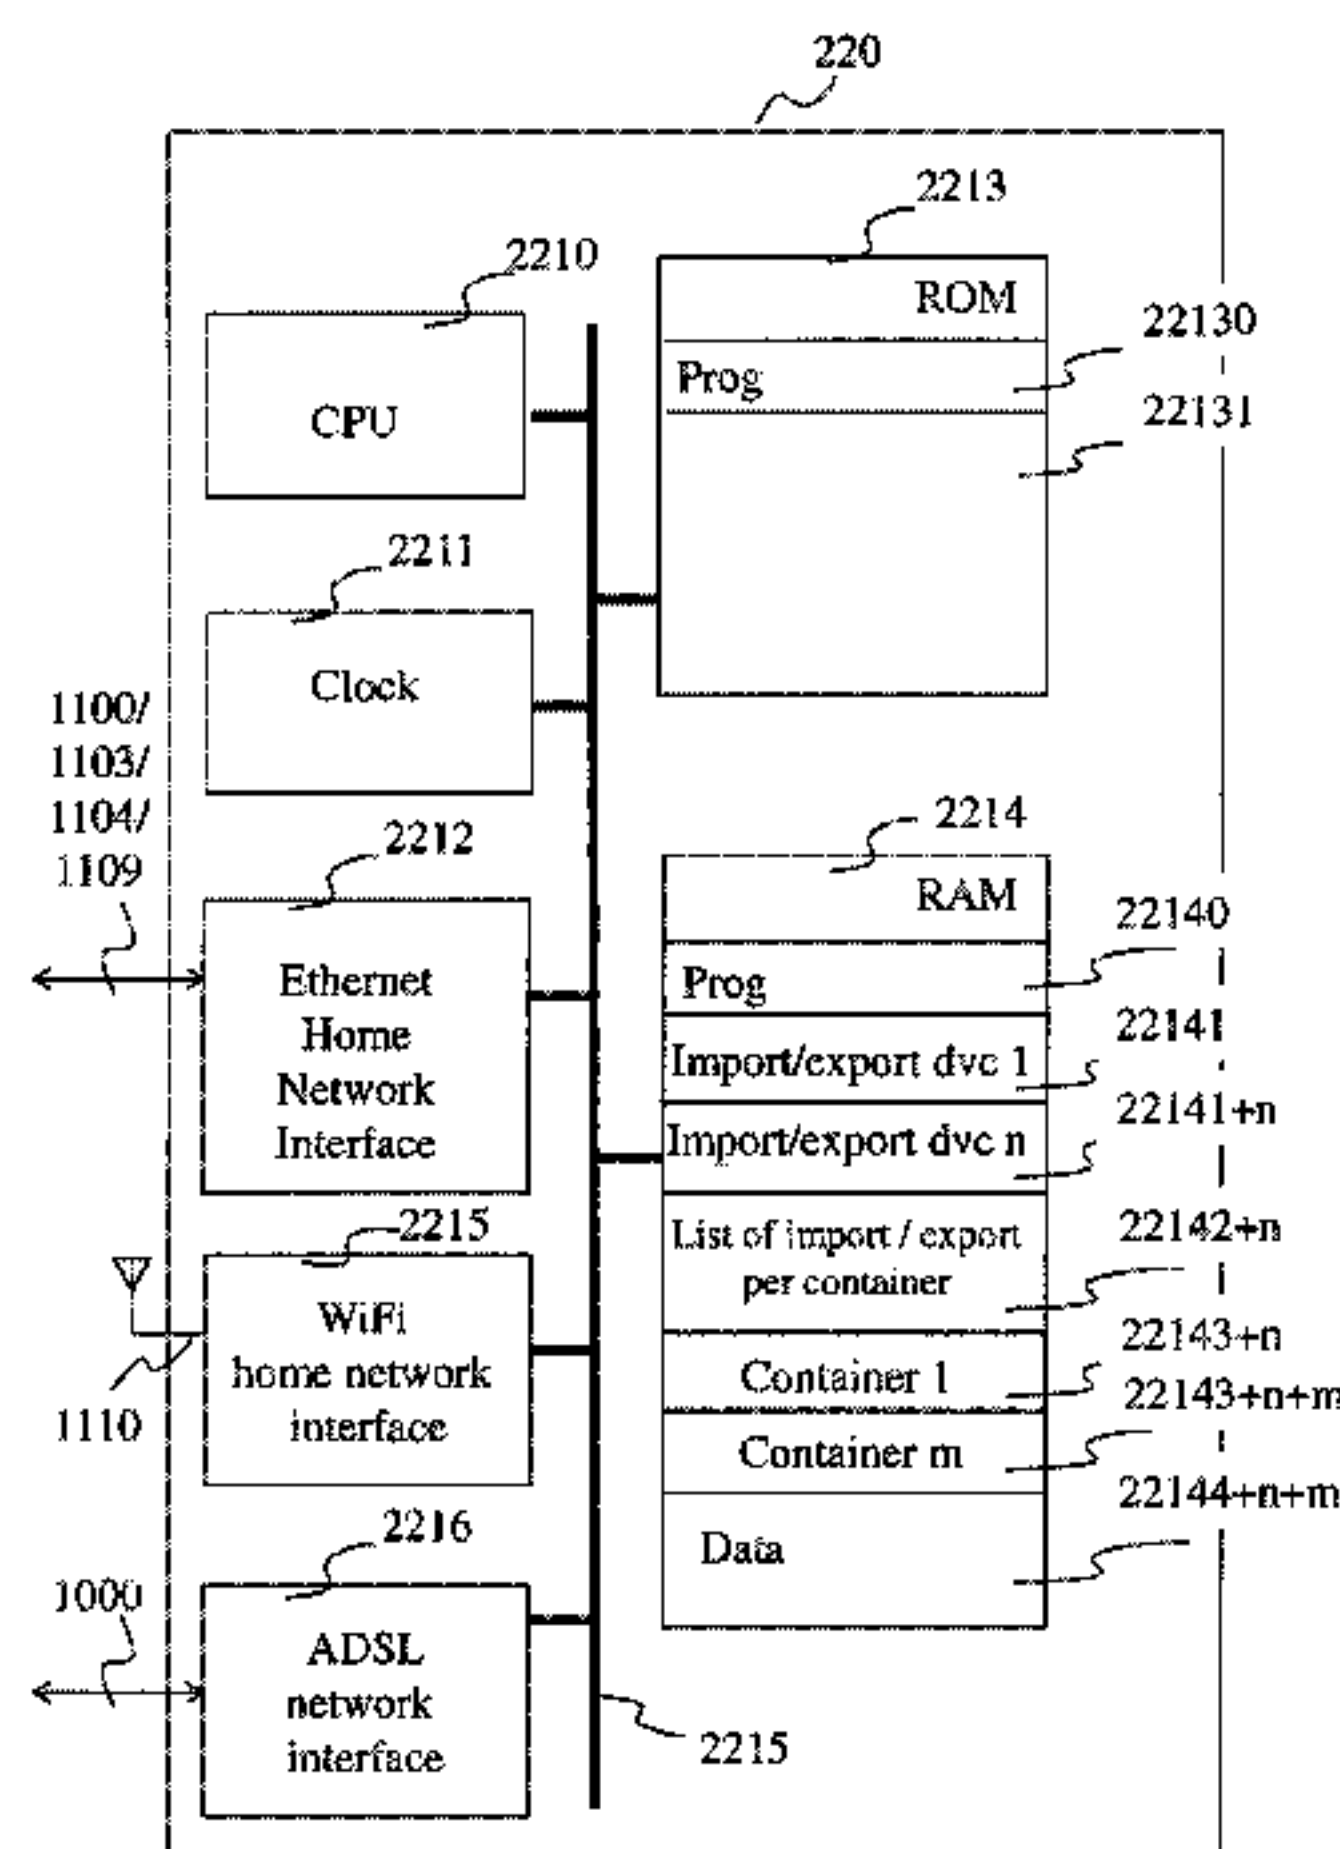 220
2213
2210
ROM
22130
Prog
22131
CPU
2211
Clock
1100/
1103/
1104/
1109
2212
2214
RAM
22140
Ethernet
Home
Network
Interface
Prog
22141
Import/export dvc 1
22141+n
Import/export dvc n
2215
22142+n
List of import / export
per container
WiFi
home network
interface
22143+n
Container 1
22143+n+m
1110
Container m
22144+n+m
2216
Data
1000
ADSL
network
interface
2215